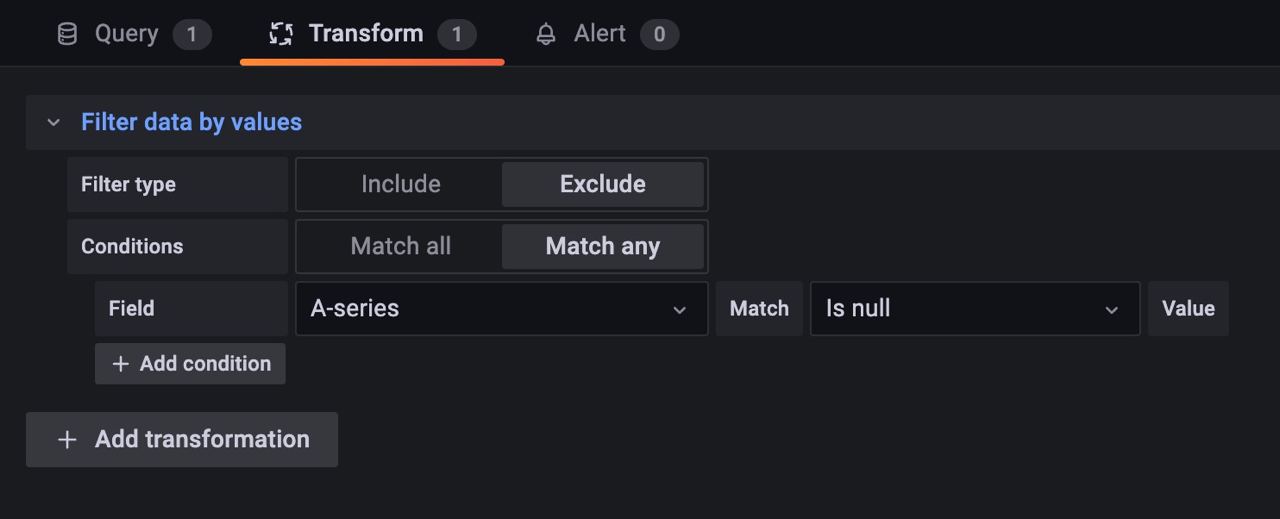 Query 1 Transform 1 Alert 0
Filter data by values
Filter type Include Exclude
Conditions Match all Match any
Field A-series Match Is null Value
+ Add condition
+ Add transformation